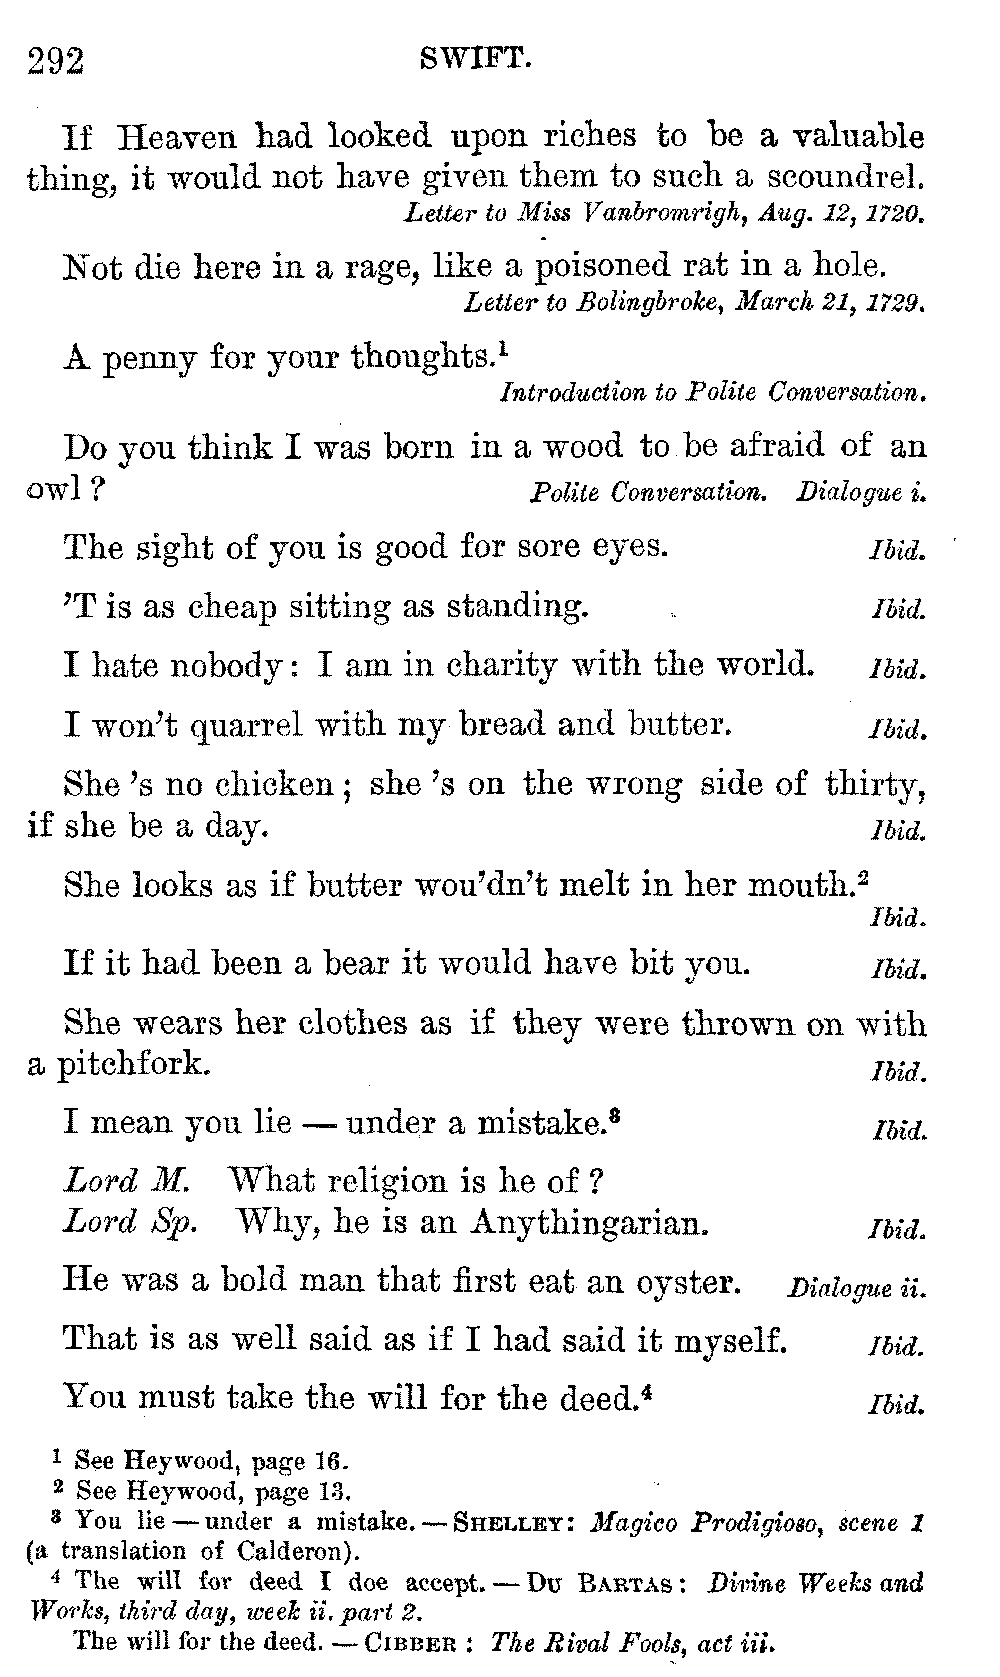 292 SWIFT.
If Heaven had looked upon riches to be a valuable
thing, it would not have given them to such a scoundrel.
Letter to Miss Vanbromrigh, Aug. 12, 1720.
Not die here in a rage, like a poisoned rat in a hole.
Letter to Bolingbroke, March 21, 1729.
A penny for your thoughts.¹
Introduction to Polite Conversation.
Do you think I was born in a wood to be afraid of an
owl? Polite Conversation. Dialogue i.
The sight of you is good for sore eyes. Ibid.
'T is as cheap sitting as standing. Ibid.
I hate nobody: I am in charity with the world. Ibid.
I won't quarrel with my bread and butter. Ibid.
She 's no chicken; she 's on the wrong side of thirty,
if she be a day. Ibid.
She looks as if butter wou'dn't melt in her mouth.²
Ibid.
If it had been a bear it would have bit you. Ibid.
She wears her clothes as if they were thrown on with
a pitchfork. Ibid.
I mean you lie — under a mistake.³ Ibid.
Lord M. What religion is he of?
Lord Sp. Why, he is an Anythingarian. Ibid.
He was a bold man that first eat an oyster. Dialogue ii.
That is as well said as if I had said it myself. Ibid.
You must take the will for the deed.⁴ Ibid.
¹ See Heywood, page 16.
² See Heywood, page 13.
³ You lie — under a mistake. — SHELLEY: Magico Prodigioso, scene 1
(a translation of Calderon).
⁴ The will for deed I doe accept. — DU BARTAS: Divine Weeks and
Works, third day, week ii. part 2.
The will for the deed. — CIBBER: The Rival Fools, act iii.